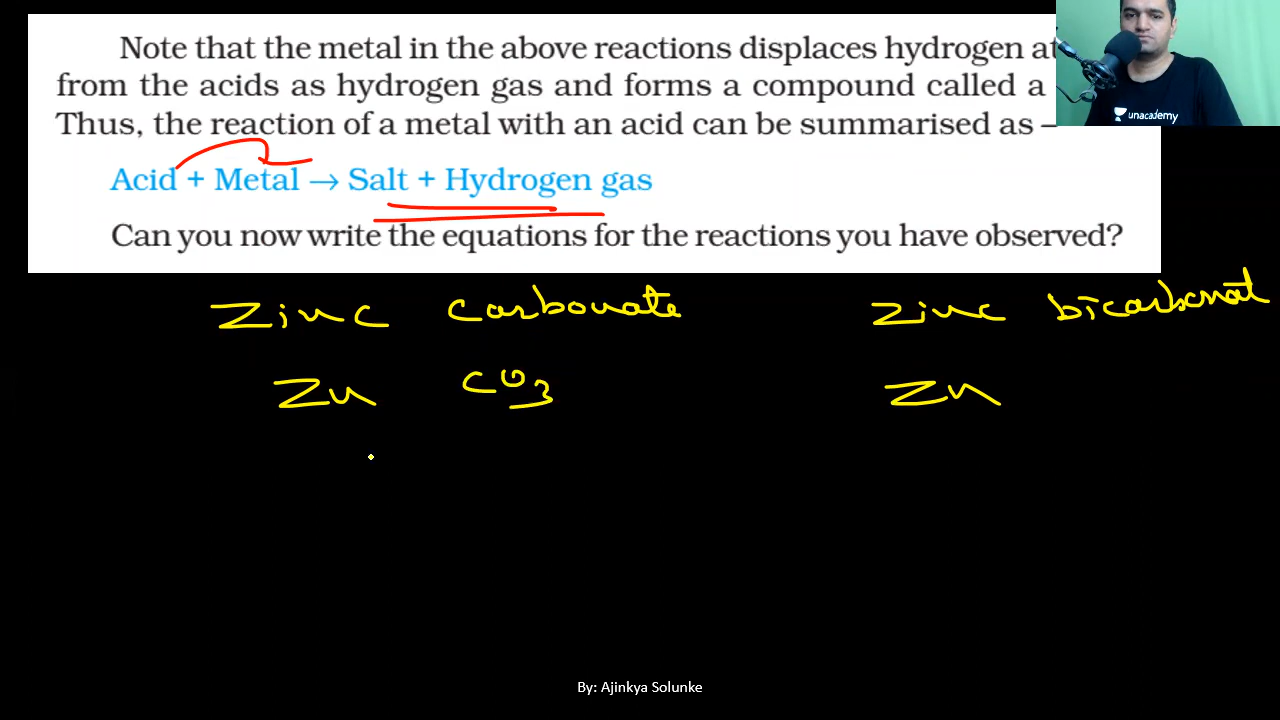 Note that the metal in the above reactions displaces hydrogen
from the acids as hydrogen gas and forms a compound called a
Thus, the reaction of a metal with an acid can be summarised as –
Acid + Metal → Salt + Hydrogen gas
Can you now write the equations for the reactions you have observed?
unacademy
Zinc carbonate
Zinc bicarbonat
Zn CO3
Zn
By: Ajinkya Solunke